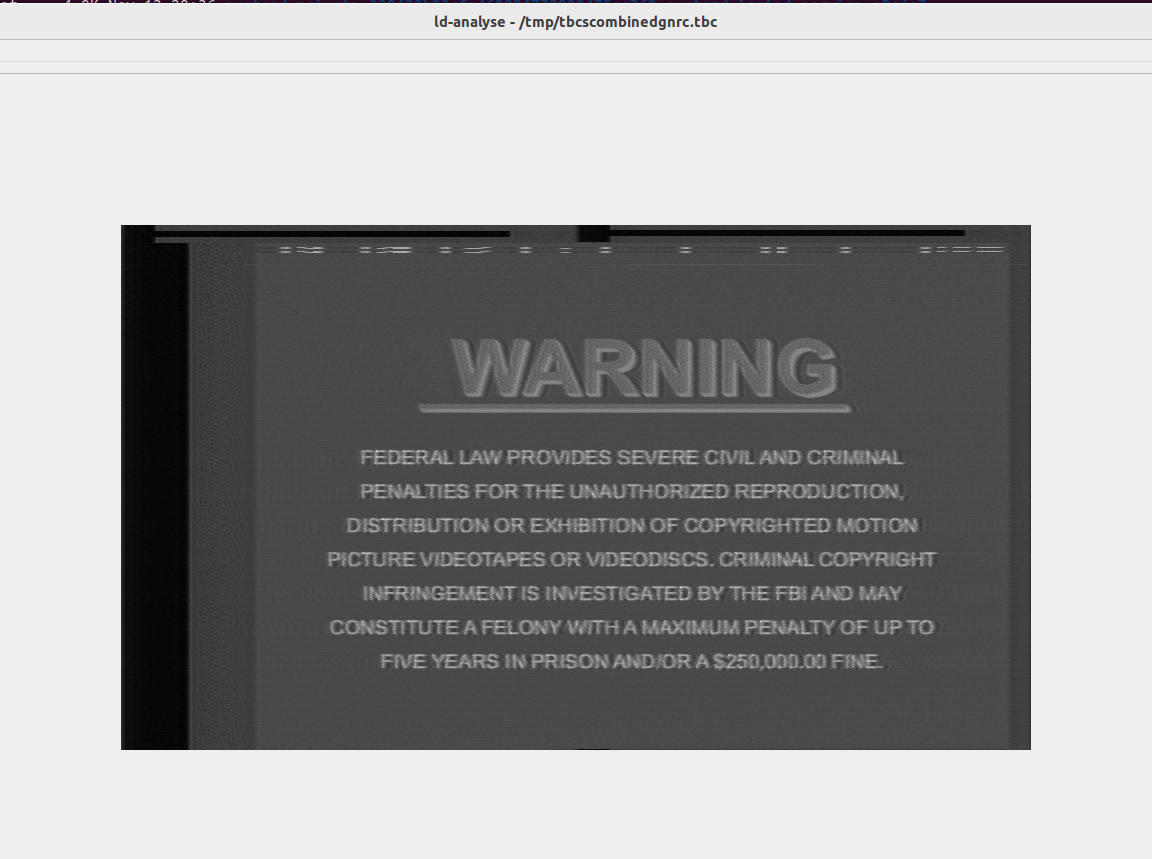 ld-analyse - /tmp/tbcscombinedgnrc.tbc
WARNING
FEDERAL LAW PROVIDES SEVERE CIVIL AND CRIMINAL
PENALTIES FOR THE UNAUTHORIZED REPRODUCTION,
DISTRIBUTION OR EXHIBITION OF COPYRIGHTED MOTION
PICTURE VIDEOTAPES OR VIDEODISCS. CRIMINAL COPYRIGHT
INFRINGEMENT IS INVESTIGATED BY THE FBI AND MAY
CONSTITUTE A FELONY WITH A MAXIMUM PENALTY OF UP TO
FIVE YEARS IN PRISON AND/OR A $250,000.00 FINE.